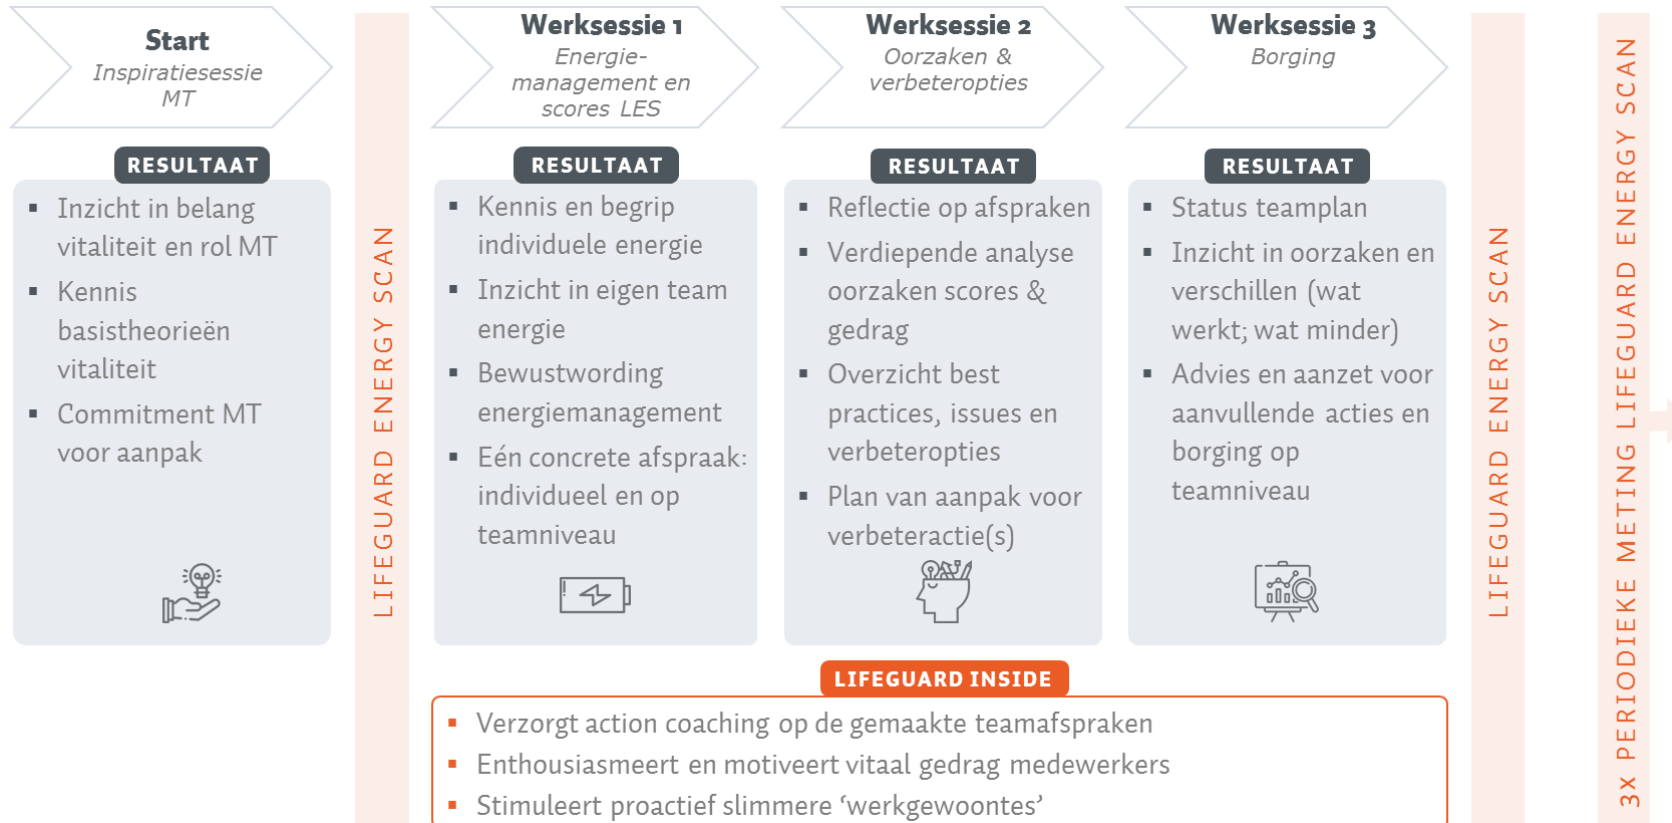 Start
Inspiratiesessie
MT
RESULTAAT
▪ Inzicht in belang
vitaliteit en rol MT
▪ Kennis
basistheorieën
vitaliteit
▪ Commitment MT
voor aanpak
LIFEGUARD ENERGY SCAN
Werksessie 1
Energie-
management en
scores LES
RESULTAAT
▪ Kennis en begrip
individuele energie
▪ Inzicht in eigen team
energie
▪ Bewustwording
energiemanagement
▪ Eén concrete afspraak:
individueel en op
teamniveau
Werksessie 2
Oorzaken &
verbeteropties
RESULTAAT
▪ Reflectie op afspraken
▪ Verdiepende analyse
oorzaken scores &
gedrag
▪ Overzicht best
practices, issues en
verbeteropties
▪ Plan van aanpak voor
verbeteractie(s)
Werksessie 3
Borging
RESULTAAT
▪ Status teamplan
▪ Inzicht in oorzaken en
verschillen (wat
werkt; wat minder)
▪ Advies en aanzet voor
aanvullende acties en
borging op
teamniveau
LIFEGUARD INSIDE
▪ Verzorgt action coaching op de gemaakte teamafspraken
▪ Enthousiasmeert en motiveert vitaal gedrag medewerkers
▪ Stimuleert proactief slimmere ‘werkgewoontes’
LIFEGUARD ENERGY SCAN
3X PERIODIEKE METING LIFEGUARD ENERGY SCAN